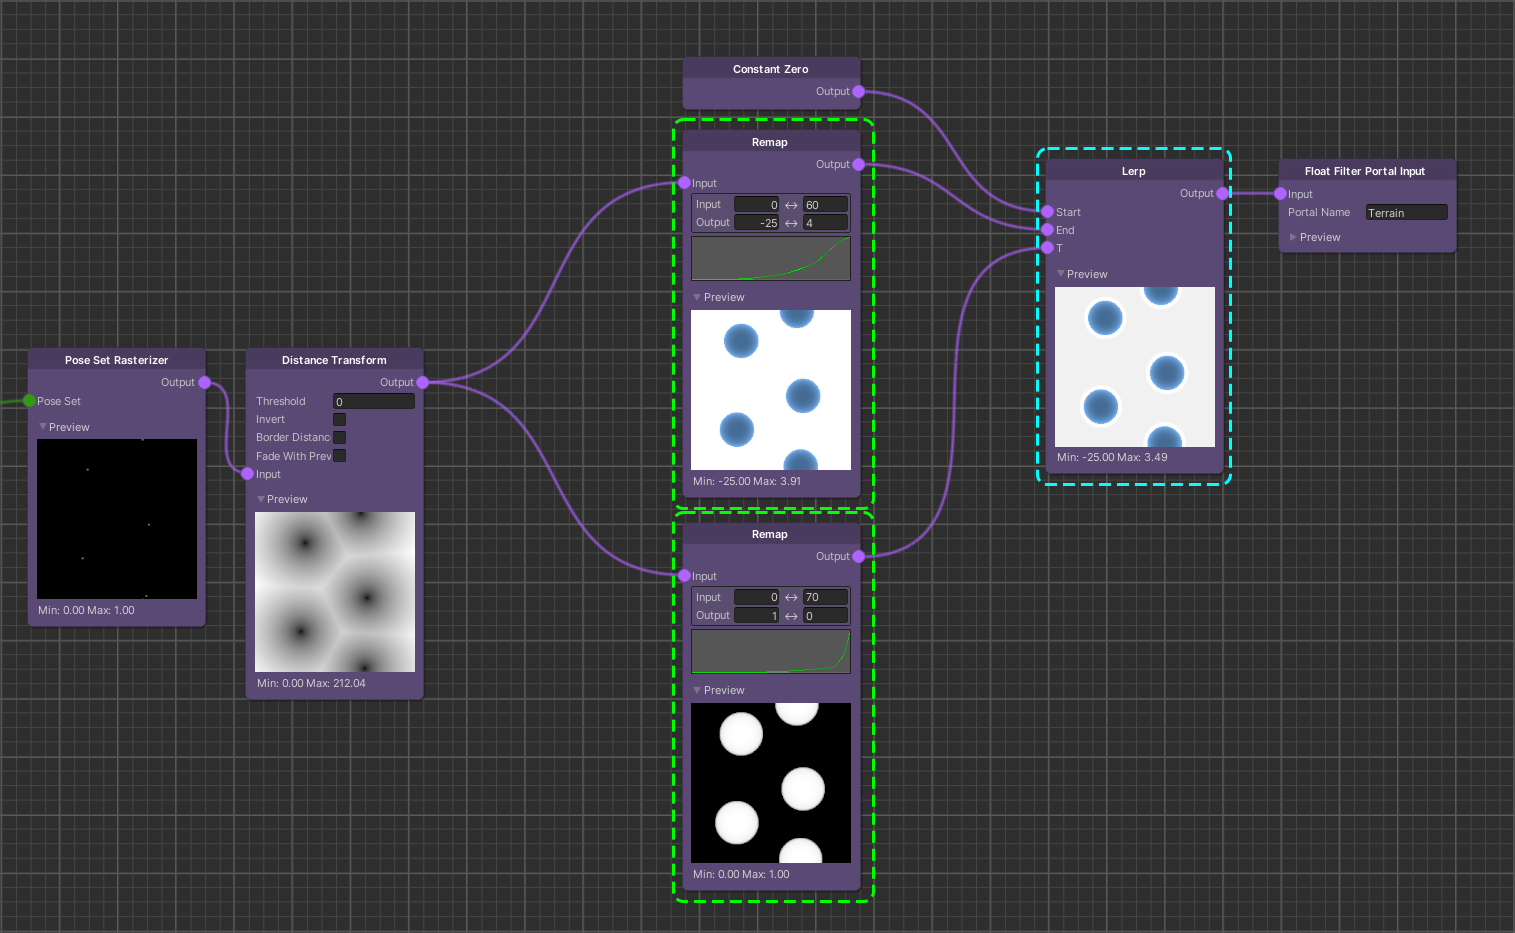 Constant Zero
Output
Remap
Output
Input
Input 0 ↔ 60
Output -25 ↔ 4
Preview
Min: -25.00 Max: 3.91
Lerp
Output
Start
End
T
Preview
Min: -25.00 Max: 3.49
Float Filter Portal Input
Input
Portal Name Terrain
Preview
Pose Set Rasterizer
Output
Pose Set
Preview
Min: 0.00 Max: 1.00
Distance Transform
Output
Threshold 0
Invert
Border Distanc
Fade With Prev
Input
Preview
Min: 0.00 Max: 212.04
Remap
Output
Input
Input 0 ↔ 70
Output 1 ↔ 0
Preview
Min: 0.00 Max: 1.00